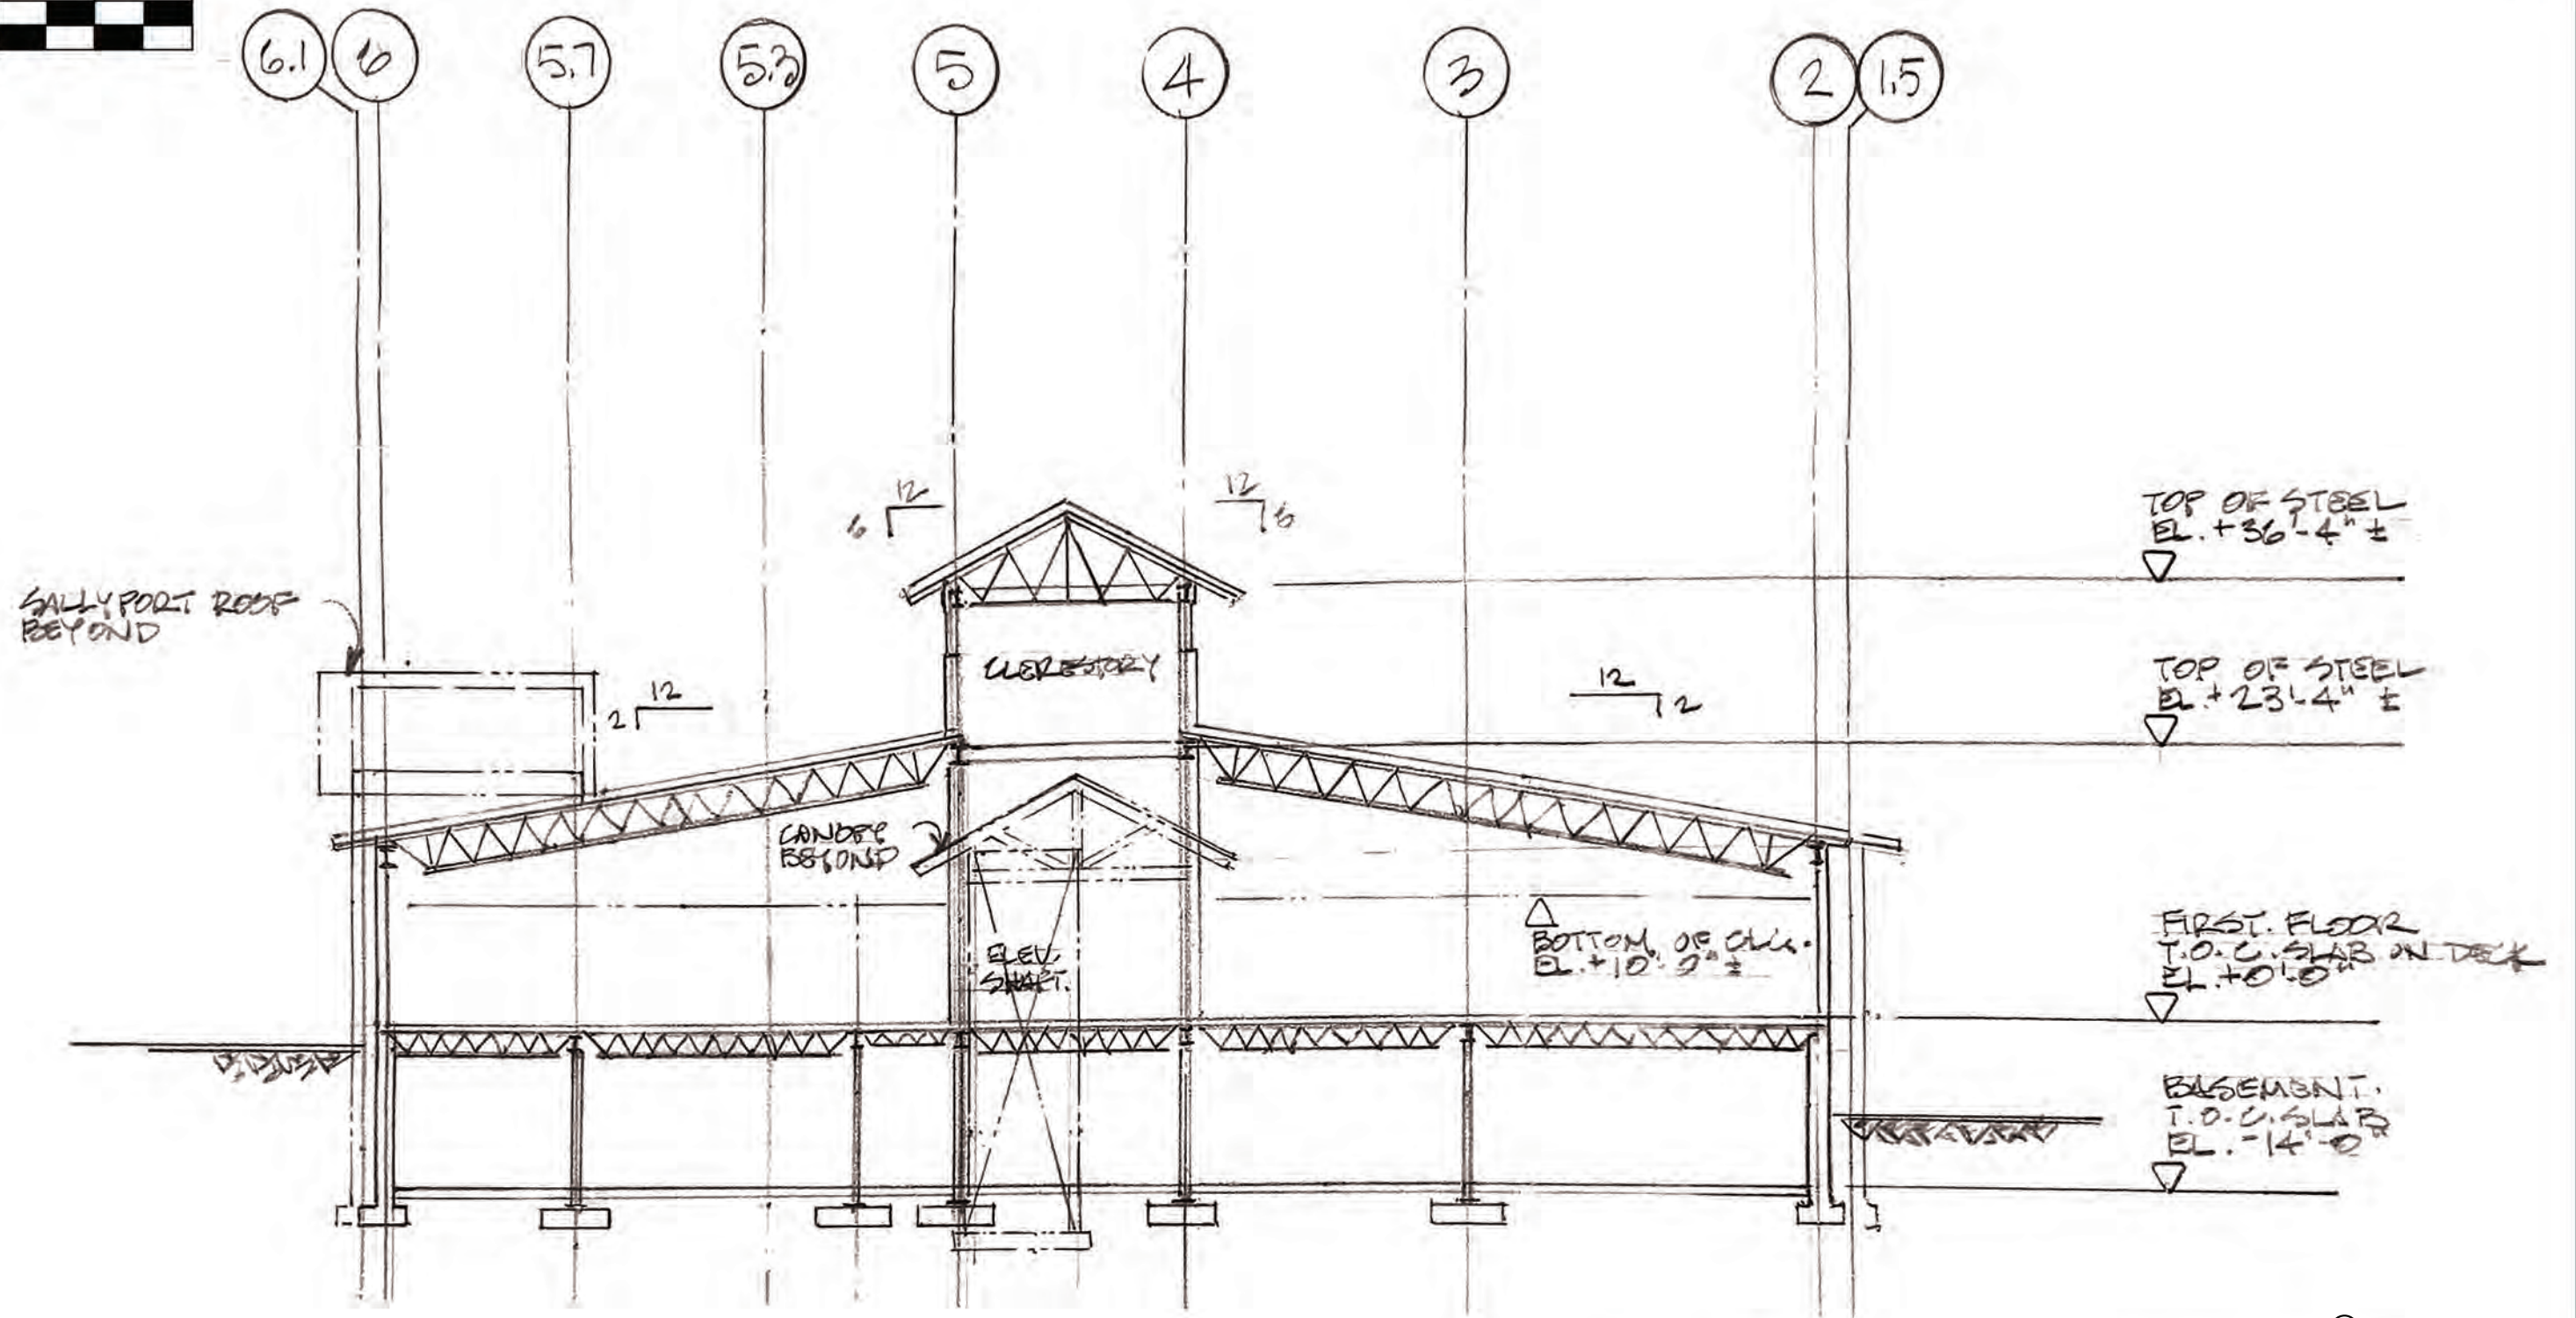 6.1 6 5.7 5.3 5 4 3 2 1.5
12
6
12
6
TOP OF STEEL
EL. +36'-4" ±
SALLYPORT ROOF
BEYOND
CLERESTORY
12
2
12
2
TOP OF STEEL
EL. +23'-4" ±
CANOPY
BEYOND
ELEV.
SHAFT.
BOTTOM OF CLG.
FIRST FLOOR
T.O.C. SLAB ON DECK
EL. +0'-0"
BASEMENT.
T.O.C. SLAB
EL. -14'-0"